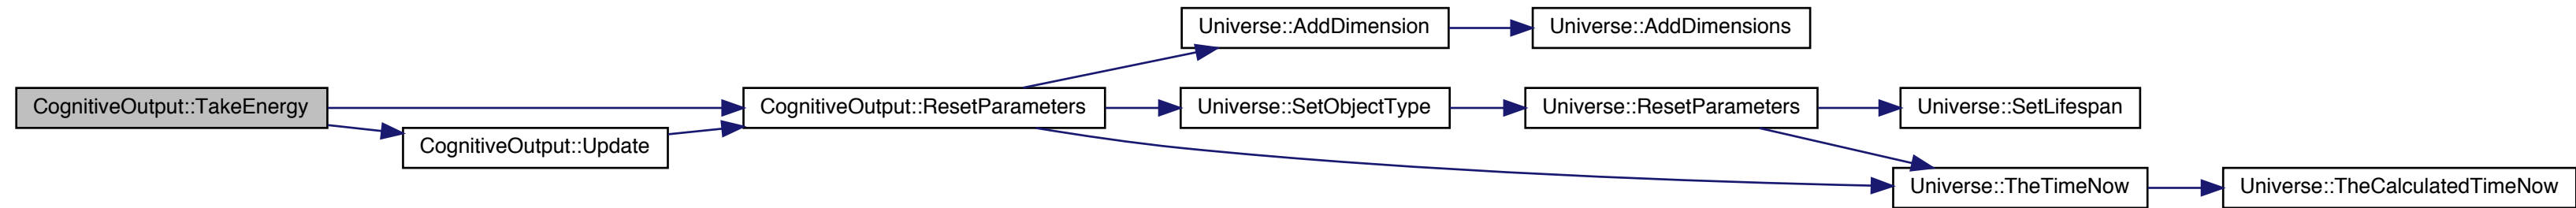 Universe::AddDimension
Universe::AddDimensions
CognitiveOutput::TakeEnergy
CognitiveOutput::ResetParameters
Universe::SetObjectType
Universe::ResetParameters
Universe::SetLifespan
CognitiveOutput::Update
Universe::TheTimeNow
Universe::TheCalculatedTimeNow